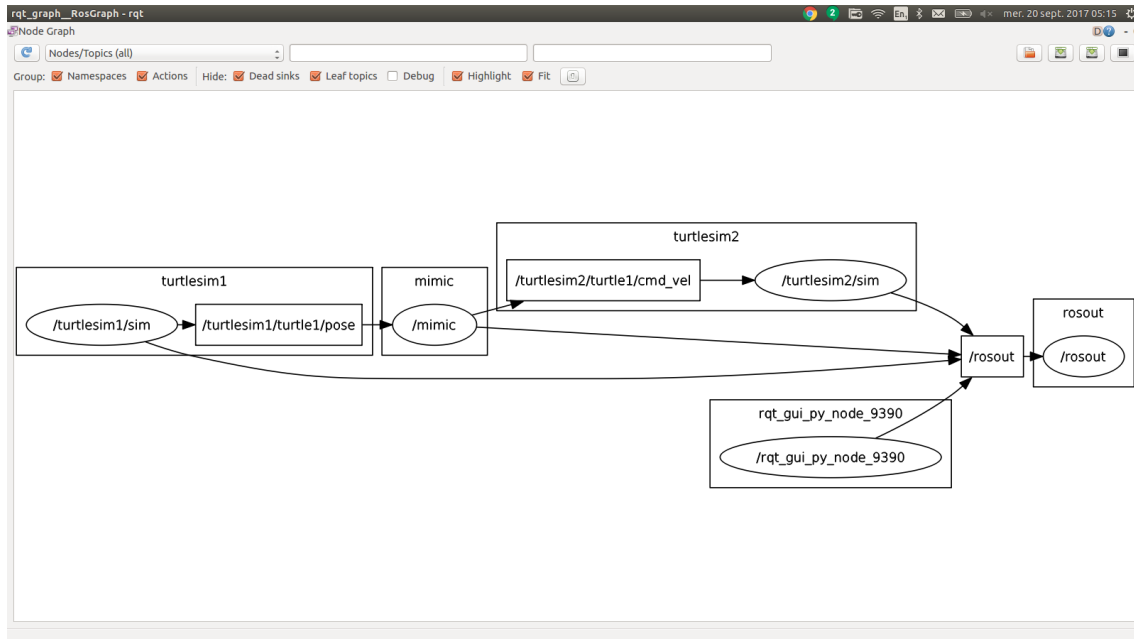 rqt_graph__RosGraph - rqt
2
En
mer. 20 sept. 2017 05:15
Node Graph
D
?
-
Nodes/Topics (all)
Group: Namespaces Actions Hide: Dead sinks Leaf topics Debug Highlight Fit
turtlesim2
/turtlesim2/turtle1/cmd_vel
/turtlesim2/sim
turtlesim1
/turtlesim1/sim
/turtlesim1/turtle1/pose
mimic
/mimic
rosout
/rosout
/rosout
rqt_gui_py_node_9390
/rqt_gui_py_node_9390